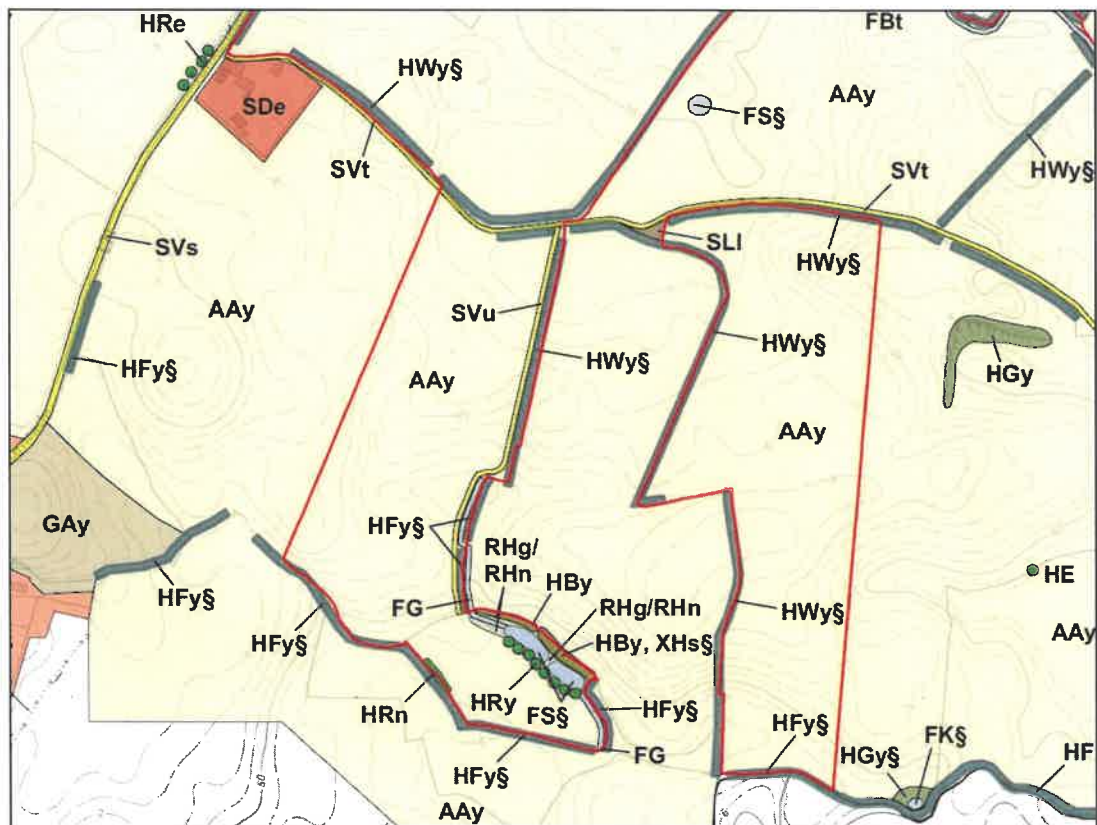 HRe
FBt
HWy§
AAy
SDe
FS§
SVt
SVt
HWy§
SVs
SLI
HWy§
AAy
SVu
HWy§
HWy§
HFy§
AAy
HGy
AAy
GAy
HFy§
RHg/
RHn
HBy
HE
HFy§
FG
RHg/RHn
HWy§
HFy§
HBy, XHs§
AAy
HRn
HRy
FS§
HFy§
FK§
HFy§
HGy§
HF
HFy§
FG
50
AAy